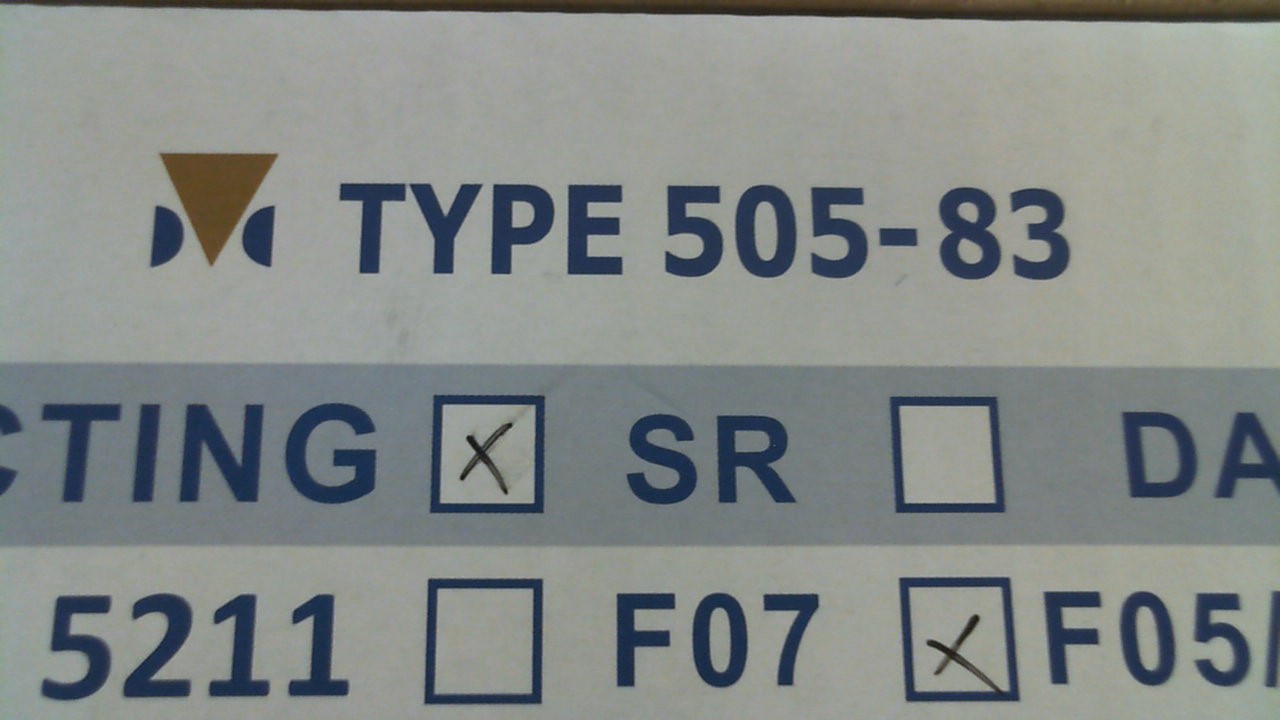 TYPE 505-83
CTING SR DA
5211 F07 F05